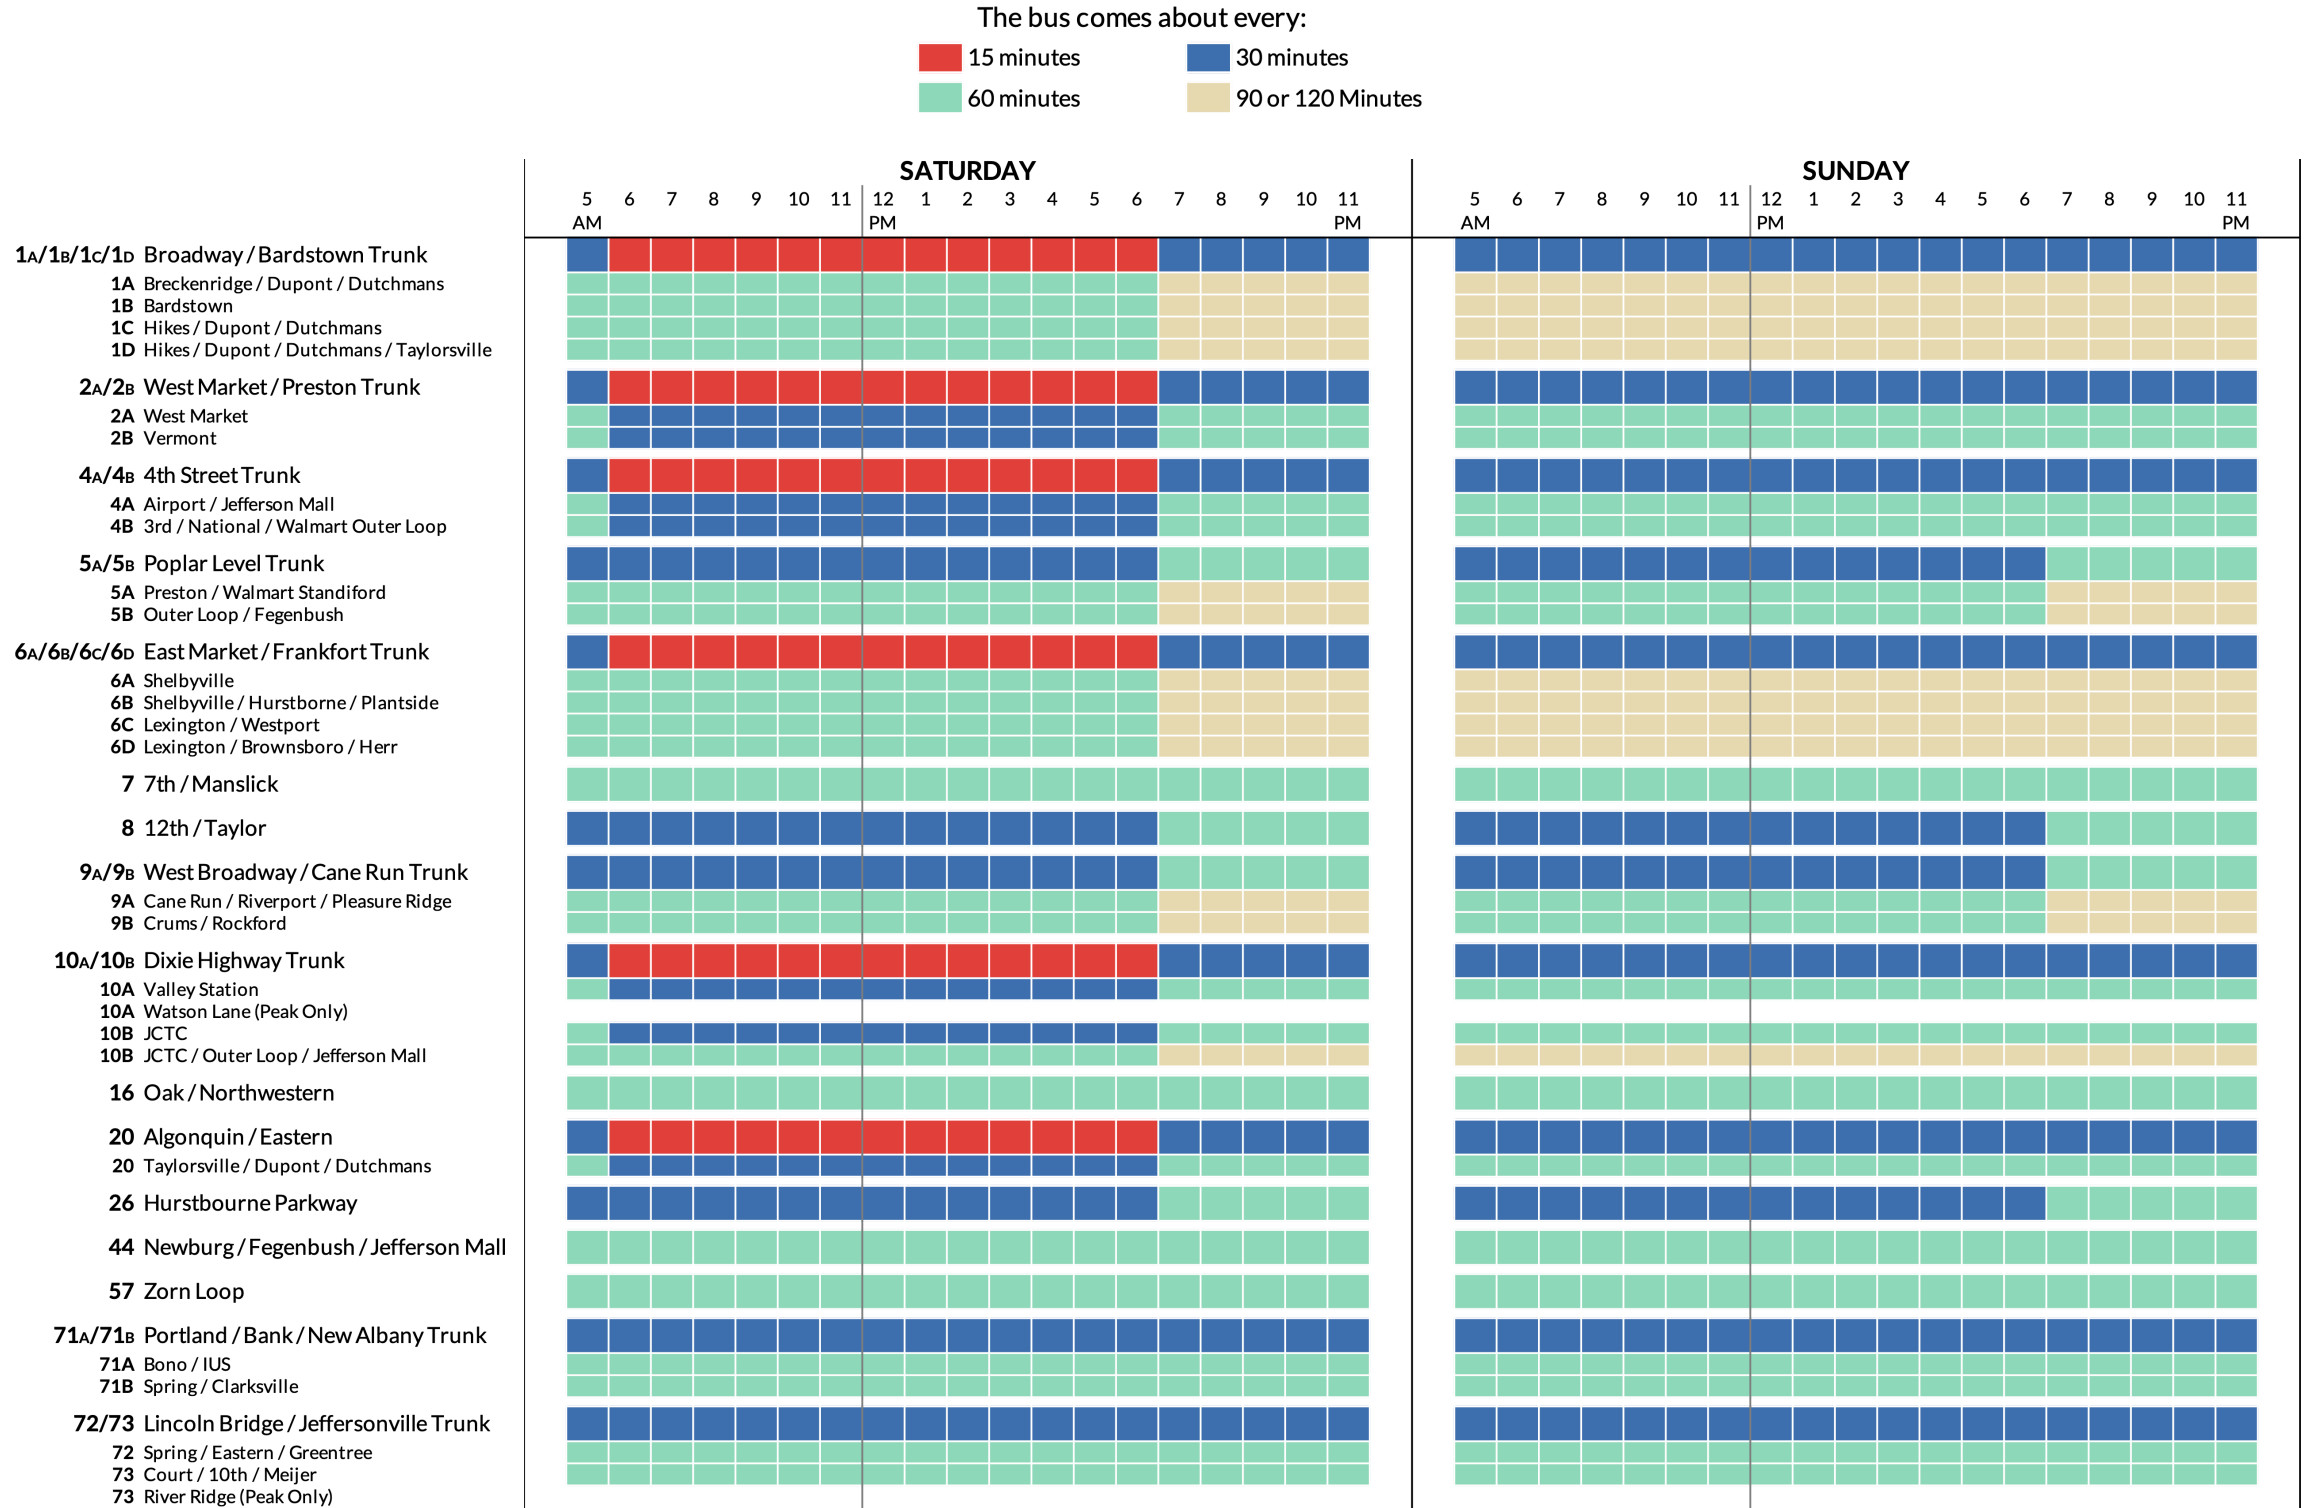 The bus comes about every:
15 minutes 30 minutes
60 minutes 90 or 120 Minutes
SATURDAY SUNDAY
5 6 7 8 9 10 11 12 1 2 3 4 5 6 7 8 9 10 11 5 6 7 8 9 10 11 12 1 2 3 4 5 6 7 8 9 10 11
AM PM PM AM PM PM
1A/1B/1C/1D Broadway / Bardstown Trunk
1A Breckenridge / Dupont / Dutchmans
1B Bardstown
1C Hikes / Dupont / Dutchmans
1D Hikes / Dupont / Dutchmans / Taylorsville
2A/2B West Market / Preston Trunk
2A West Market
2B Vermont
4A/4B 4th Street Trunk
4A Airport / Jefferson Mall
4B 3rd / National / Walmart Outer Loop
5A/5B Poplar Level Trunk
5A Preston / Walmart Standiford
5B Outer Loop / Fegenbush
6A/6B/6C/6D East Market / Frankfort Trunk
6A Shelbyville
6B Shelbyville / Hurstborne / Plantside
6C Lexington / Westport
6D Lexington / Brownsboro / Herr
7 7th / Manslick
8 12th / Taylor
9A/9B West Broadway / Cane Run Trunk
9A Cane Run / Riverport / Pleasure Ridge
9B Crums / Rockford
10A/10B Dixie Highway Trunk
10A Valley Station
10A Watson Lane (Peak Only)
10B JCTC
10B JCTC / Outer Loop / Jefferson Mall
16 Oak / Northwestern
20 Algonquin / Eastern
20 Taylorsville / Dupont / Dutchmans
26 Hurstbourne Parkway
44 Newburg / Fegenbush / Jefferson Mall
57 Zorn Loop
71A/71B Portland / Bank / New Albany Trunk
71A Bono / IUS
71B Spring / Clarksville
72/73 Lincoln Bridge / Jeffersonville Trunk
72 Spring / Eastern / Greentree
73 Court / 10th / Meijer
73 River Ridge (Peak Only)